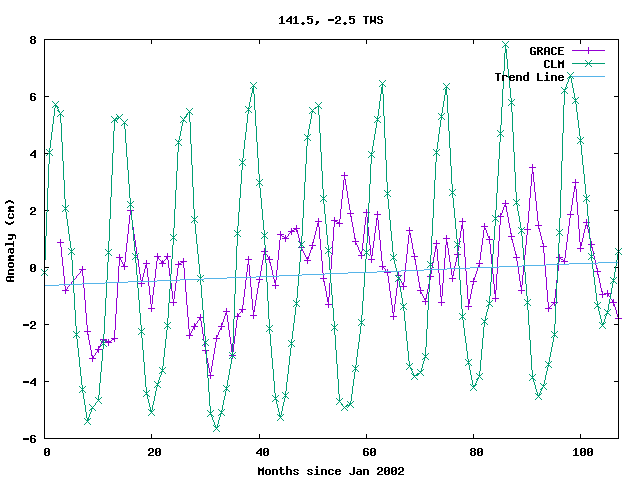 141.5, -2.5 TWS
GRACE
CLM
Trend Line
8
6
4
2
0
-2
-4
-6
Anomaly (cm)
0 20 40 60 80 100
Months since Jan 2002